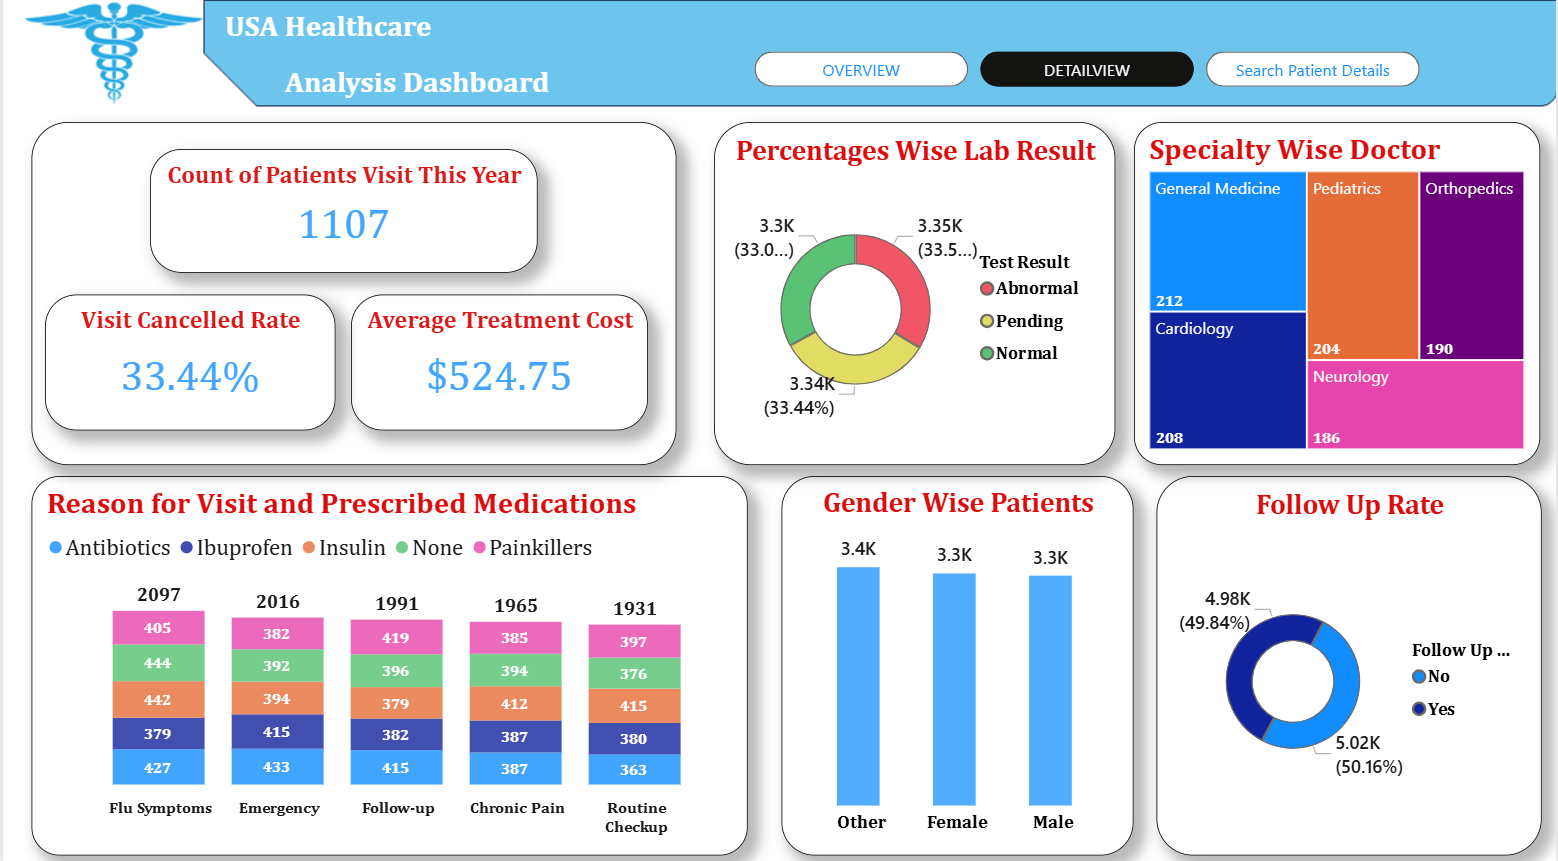 USA Healthcare
Analysis Dashboard
OVERVIEW
DETAILVIEW
Search Patient Details
Count of Patients Visit This Year
1107
Visit Cancelled Rate
33.44%
Average Treatment Cost
$524.75
Percentages Wise Lab Result
3.3K
(33.0...)
3.35K
(33.5...)
3.34K
(33.44%)
Test Result
Abnormal
Pending
Normal
Specialty Wise Doctor
General Medicine
212
Cardiology
208
Pediatrics
204
Orthopedics
190
Neurology
186
Reason for Visit and Prescribed Medications
Antibiotics Ibuprofen Insulin None Painkillers
2097
405
444
442
379
427
Flu Symptoms
2016
382
392
394
415
433
Emergency
1991
419
396
379
382
415
Follow-up
1965
385
394
412
387
387
Chronic Pain
1931
397
376
415
380
363
Routine
Checkup
Gender Wise Patients
3.4K
3.3K
3.3K
Other
Female
Male
Follow Up Rate
4.98K
(49.84%)
5.02K
(50.16%)
Follow Up ...
No
Yes